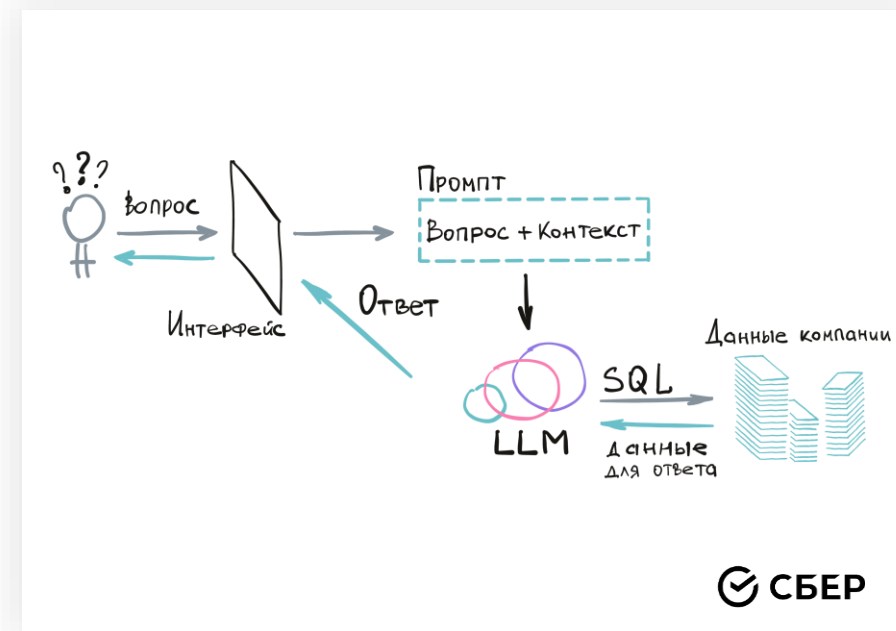 ???
Вопрос
Интерфейс
Промпт
Вопрос + Контекст
Ответ
LLM
SQL
данные
для ответа
Данные компании
СБЕР